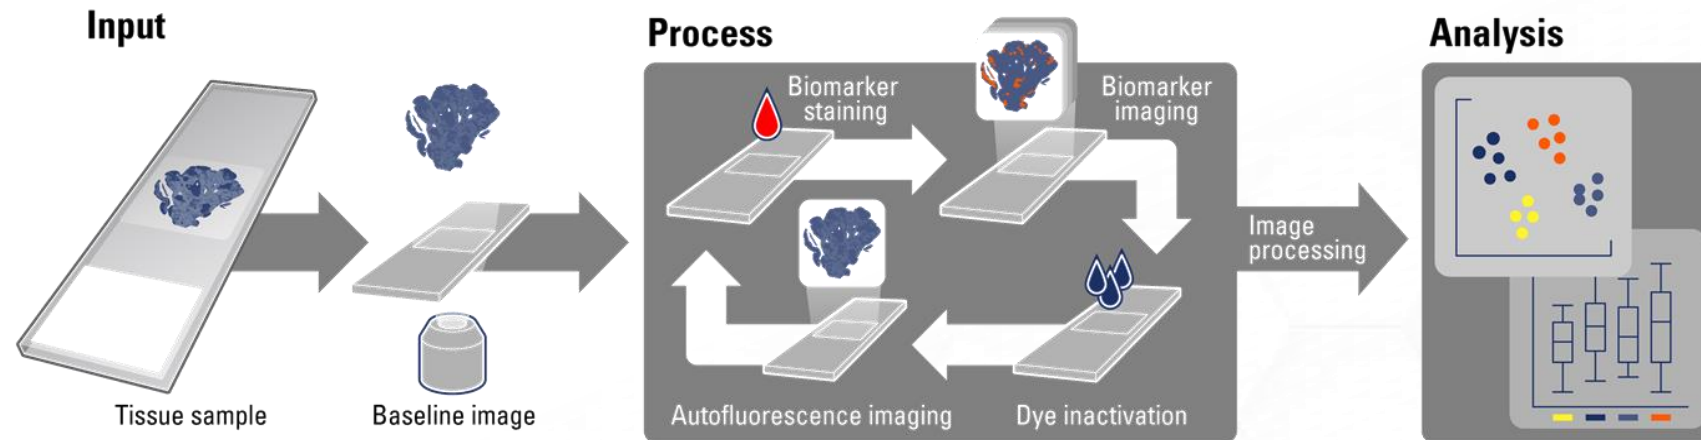 Input
Process
Analysis
Biomarker
staining
Biomarker
imaging
Image
processing
Tissue sample
Baseline image
Autofluorescence imaging
Dye inactivation